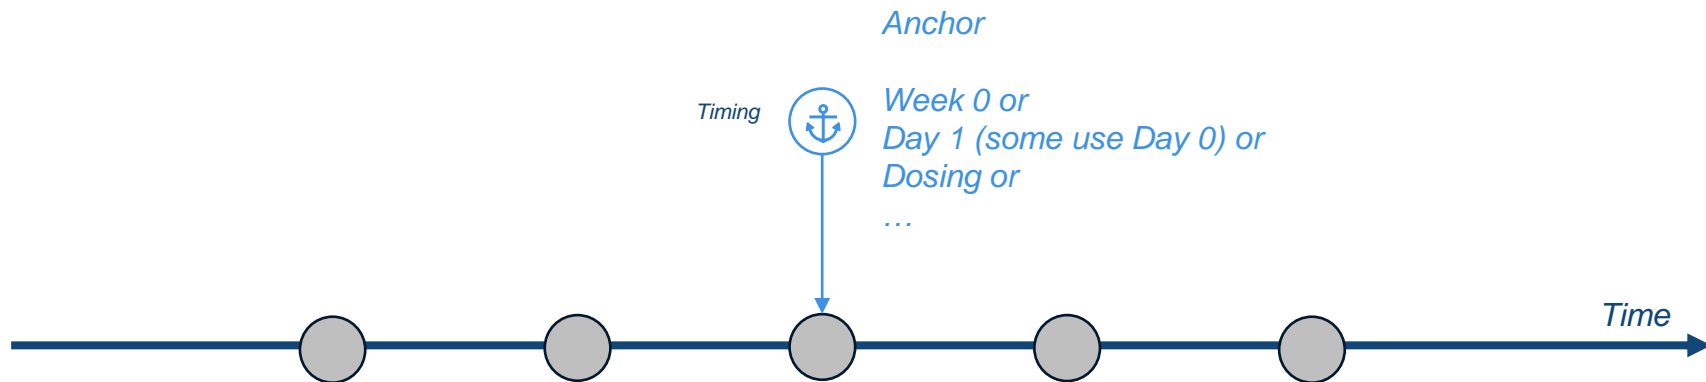 Anchor
Timing
Week 0 or
Day 1 (some use Day 0) or
Dosing or
…
Time